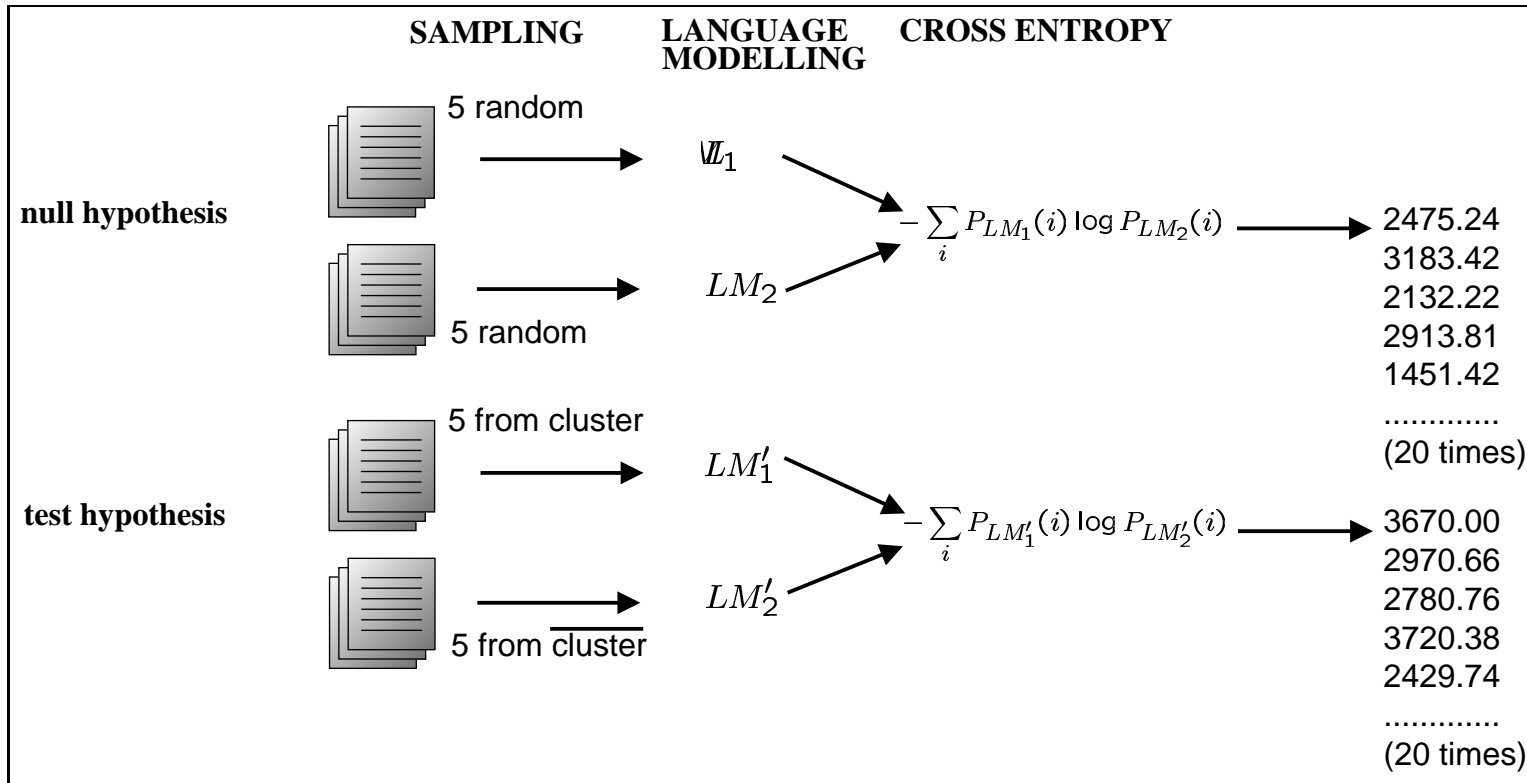 SAMPLING
LANGUAGE
MODELLING
CROSS ENTROPY
5 random
null hypothesis
LM₂
5 random
− ∑ᵢ P_{LM₁}(i) log P_{LM₂}(i)
2475.24
3183.42
2132.22
2913.81
1451.42
.............
(20 times)
5 from cluster
LM′₁
test hypothesis
LM′₂
5 from c̅l̅u̅s̅t̅e̅r̅
− ∑ᵢ P_{LM′₁}(i) log P_{LM′₂}(i)
3670.00
2970.66
2780.76
3720.38
2429.74
.............
(20 times)